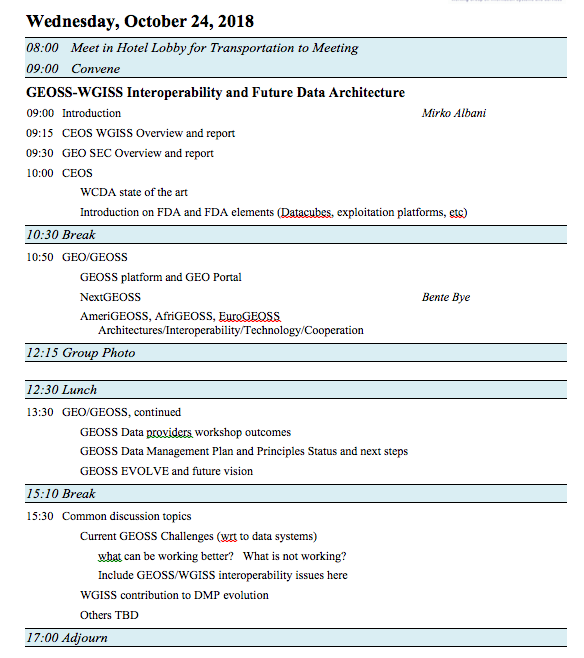 Wednesday, October 24, 2018
08:00 Meet in Hotel Lobby for Transportation to Meeting
09:00 Convene
GEOSS-WGISS Interoperability and Future Data Architecture
09:00 Introduction Mirko Albani
09:15 CEOS WGISS Overview and report
09:30 GEO SEC Overview and report
10:00 CEOS
WCDA state of the art
Introduction on FDA and FDA elements (Datacubes, exploitation platforms, etc)
10:30 Break
10:50 GEO/GEOSS
GEOSS platform and GEO Portal
NextGEOSS Bente Bye
AmeriGEOSS, AfriGEOSS, EuroGEOSS
Architectures/Interoperability/Technology/Cooperation
12:15 Group Photo
12:30 Lunch
13:30 GEO/GEOSS, continued
GEOSS Data providers workshop outcomes
GEOSS Data Management Plan and Principles Status and next steps
GEOSS EVOLVE and future vision
15:10 Break
15:30 Common discussion topics
Current GEOSS Challenges (wrt to data systems)
what can be working better? What is not working?
Include GEOSS/WGISS interoperability issues here
WGISS contribution to DMP evolution
Others TBD
17:00 Adjourn